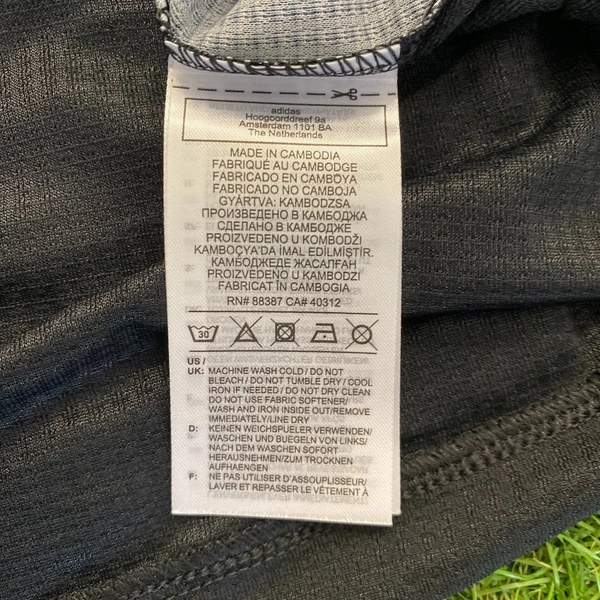 adidas
Hoogoorddreef 9a
Amsterdam 1101 BA
The Netherlands
MADE IN CAMBODIA
FABRIQUÉ AU CAMBODGE
FABRICADO EN CAMBOYA
FABRICADO NO CAMBOJA
GYÁRTVA: KAMBODZSA
ПРОИЗВЕДЕНО В КАМБОДЖА
СДЕЛАНО В КАМБОДЖЕ
PROIZVEDENO U KOMBODŽI
KAMBOÇYA'DA İMAL EDİLMİŞTİR.
КАМБОДЖЕДЕ ЖАСАЛҒАН
PROIZVEDENO U KAMBODŽI
FABRICAT ÎN CAMBOGIA
RN# 88387 CA# 40312
30
US /
UK: MACHINE WASH COLD / DO NOT
BLEACH / DO NOT TUMBLE DRY / COOL
IRON IF NEEDED / DO NOT DRY CLEAN
DO NOT USE FABRIC SOFTENER/
WASH AND IRON INSIDE OUT/REMOVE
IMMEDIATELY/LINE DRY
D: KEINEN WEICHSPUELER VERWENDEN/
WASCHEN UND BUEGELN VON LINKS/
NACH DEM WASCHEN SOFORT
HERAUSNEHMEN/ZUM TROCKNEN
AUFHAENGEN
F: NE PAS UTILISER D'ASSOUPLISSEUR/
LAVER ET REPASSER LE VÊTEMENT À